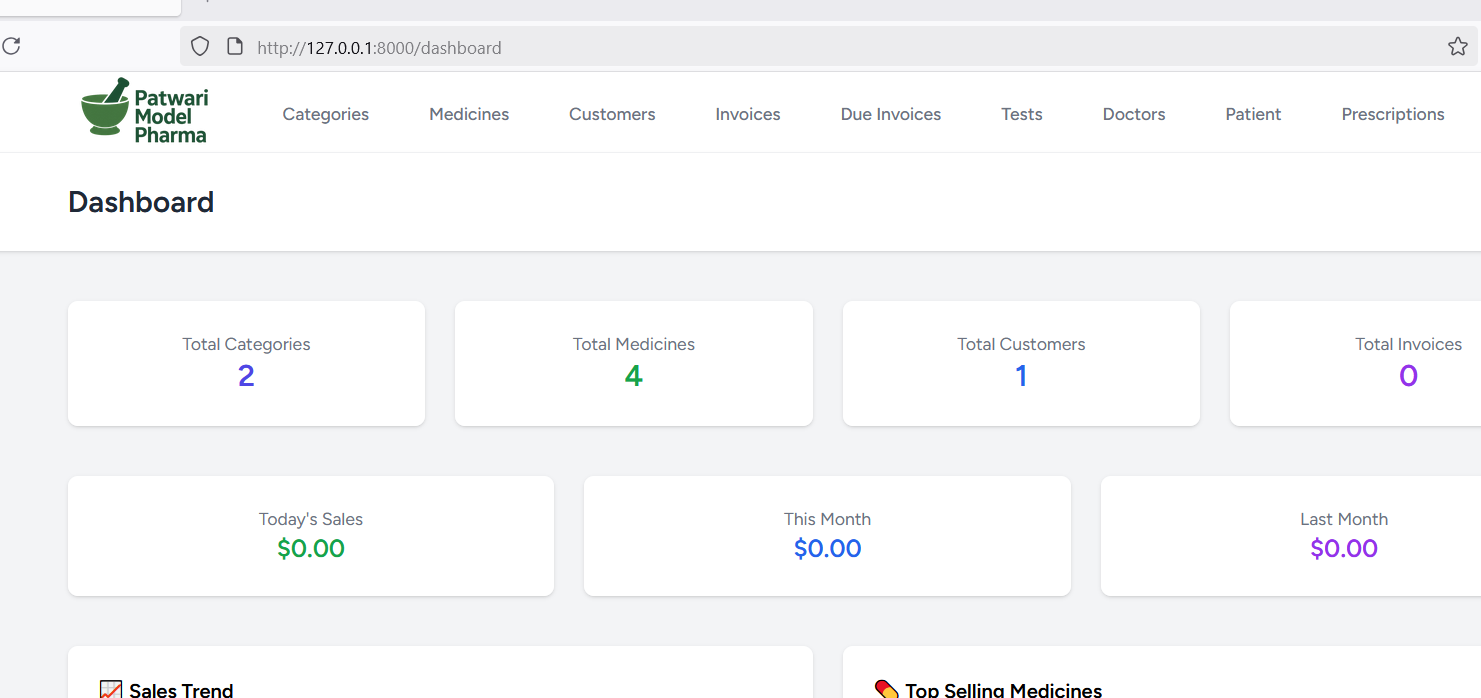 http://127.0.0.1:8000/dashboard
Patwari
Model
Pharma
Categories Medicines Customers Invoices Due Invoices Tests Doctors Patient Prescriptions
Dashboard
Total Categories Total Medicines Total Customers Total Invoices
2 4 1 0
Today's Sales This Month Last Month
$0.00 $0.00 $0.00
Sales Trend Top Selling Medicines